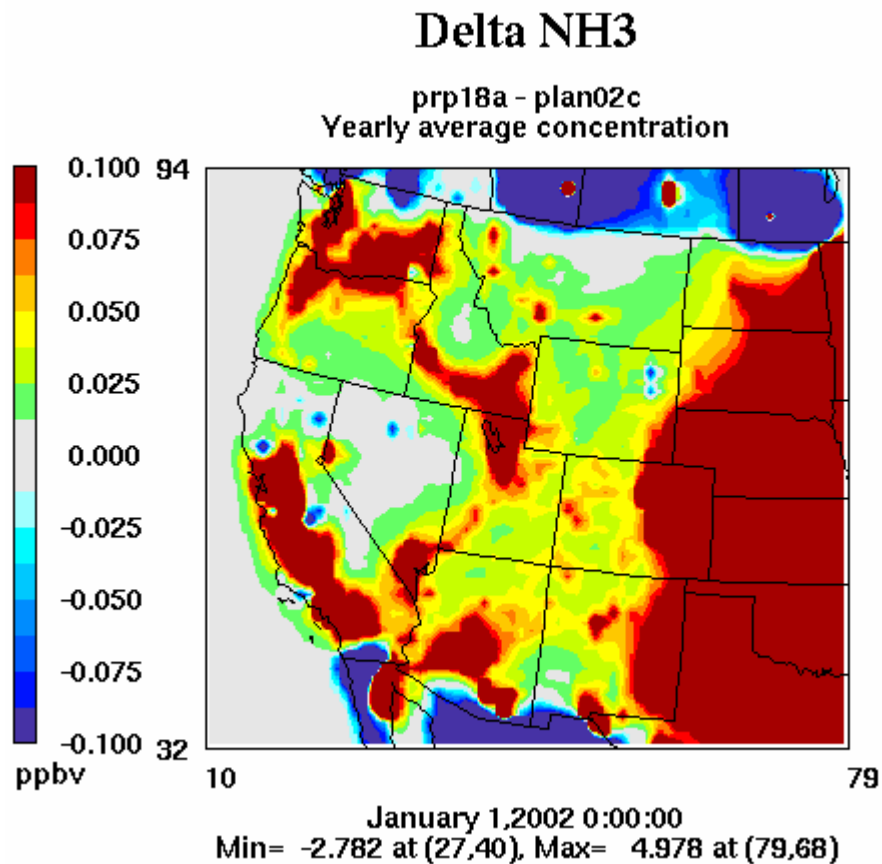 Delta NH3
prp18a - plan02c
Yearly average concentration
0.100
0.075
0.050
0.025
0.000
-0.025
-0.050
-0.075
-0.100
ppbv
94
32
10
79
January 1,2002 0:00:00
Min= -2.782 at (27,40), Max= 4.978 at (79,68)